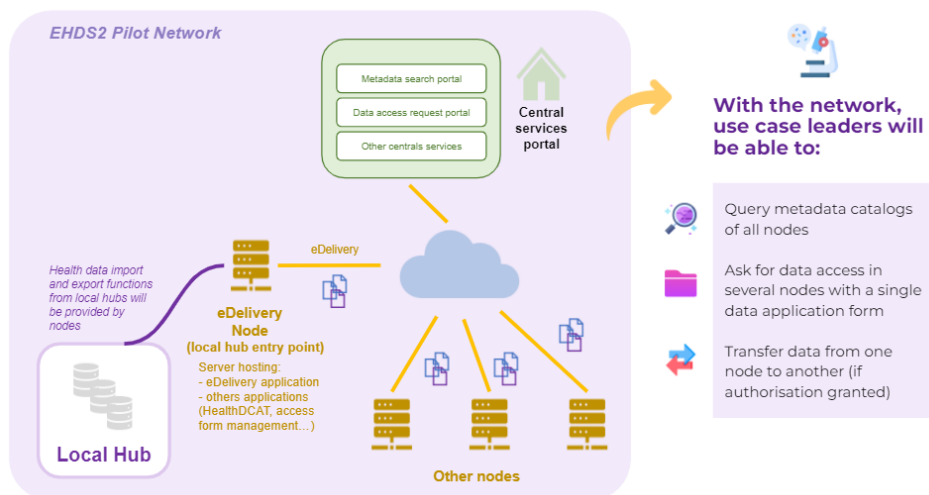 EHDS2 Pilot Network
Metadata search portal
Data access request portal
Other centrals services
Central
services
portal
With the network,
use case leaders will
be able to:
Query metadata catalogs
of all nodes
Ask for data access in
several nodes with a single
data application form
Transfer data from one
node to another (if
authorisation granted)
eDelivery
Health data import
and export functions
from local hubs will
be provided by
nodes
eDelivery
Node
(local hub entry point)
Server hosting:
- eDelivery application
- others applications
(HealthDCAT, access
form management...)
Local Hub
Other nodes